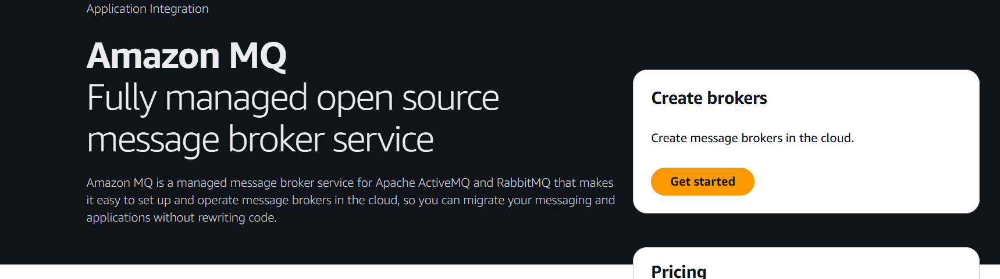 Application Integration
Amazon MQ
Fully managed open source
message broker service
Amazon MQ is a managed message broker service for Apache ActiveMQ and RabbitMQ that makes
it easy to set up and operate message brokers in the cloud, so you can migrate your messaging and
applications without rewriting code.
Create brokers
Create message brokers in the cloud.
Get started
Pricing